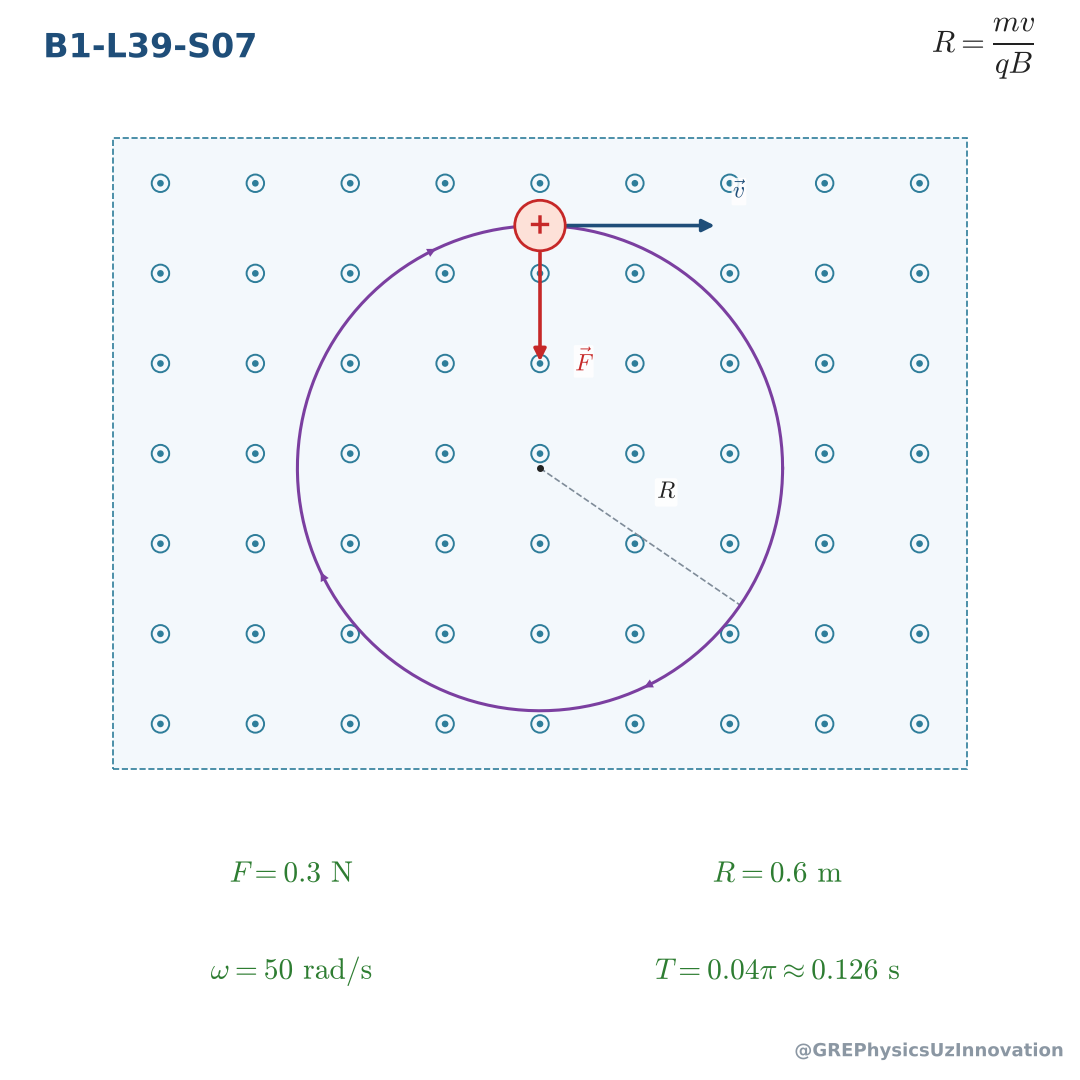 B1-L39-S07
R = mv/qB
+
v⃗
F⃗
R
F = 0.3 N
R = 0.6 m
ω = 50 rad/s
T = 0.04π ≈ 0.126 s
@GREPhysicsUzInnovation